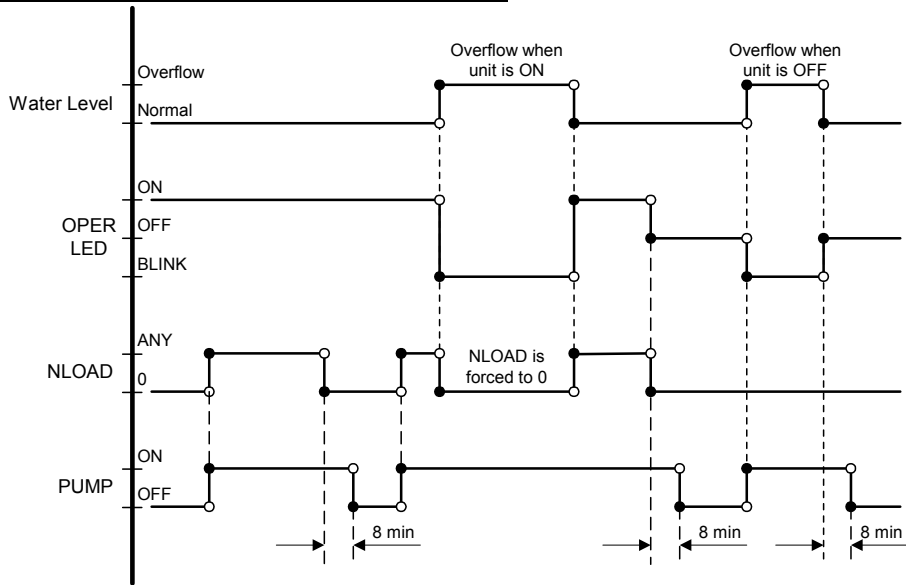 Overflow when
unit is ON
Overflow when
unit is OFF
Water Level
Overflow
Normal
OPER
LED
ON
OFF
BLINK
NLOAD
ANY
0
NLOAD is
forced to 0
PUMP
ON
OFF
8 min
8 min
8 min